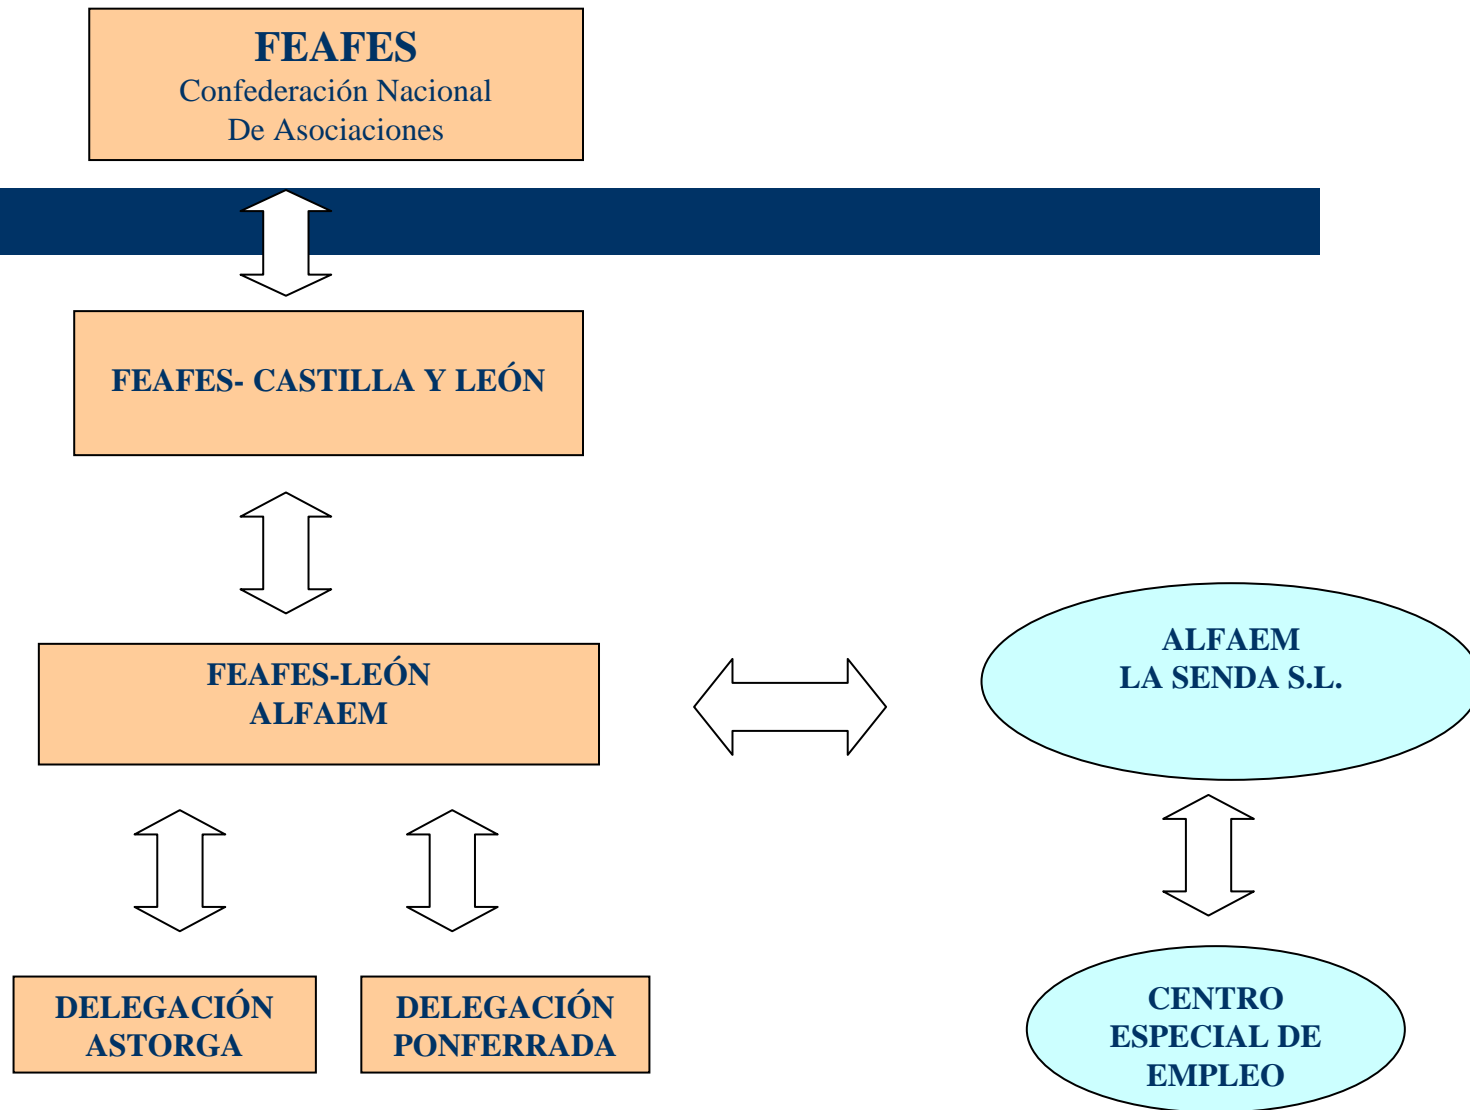 FEAFES
Confederación Nacional
De Asociaciones
FEAFES- CASTILLA Y LEÓN
FEAFES-LEÓN
ALFAEM
ALFAEM
LA SENDA S.L.
DELEGACIÓN
ASTORGA
DELEGACIÓN
PONFERRADA
CENTRO
ESPECIAL DE
EMPLEO